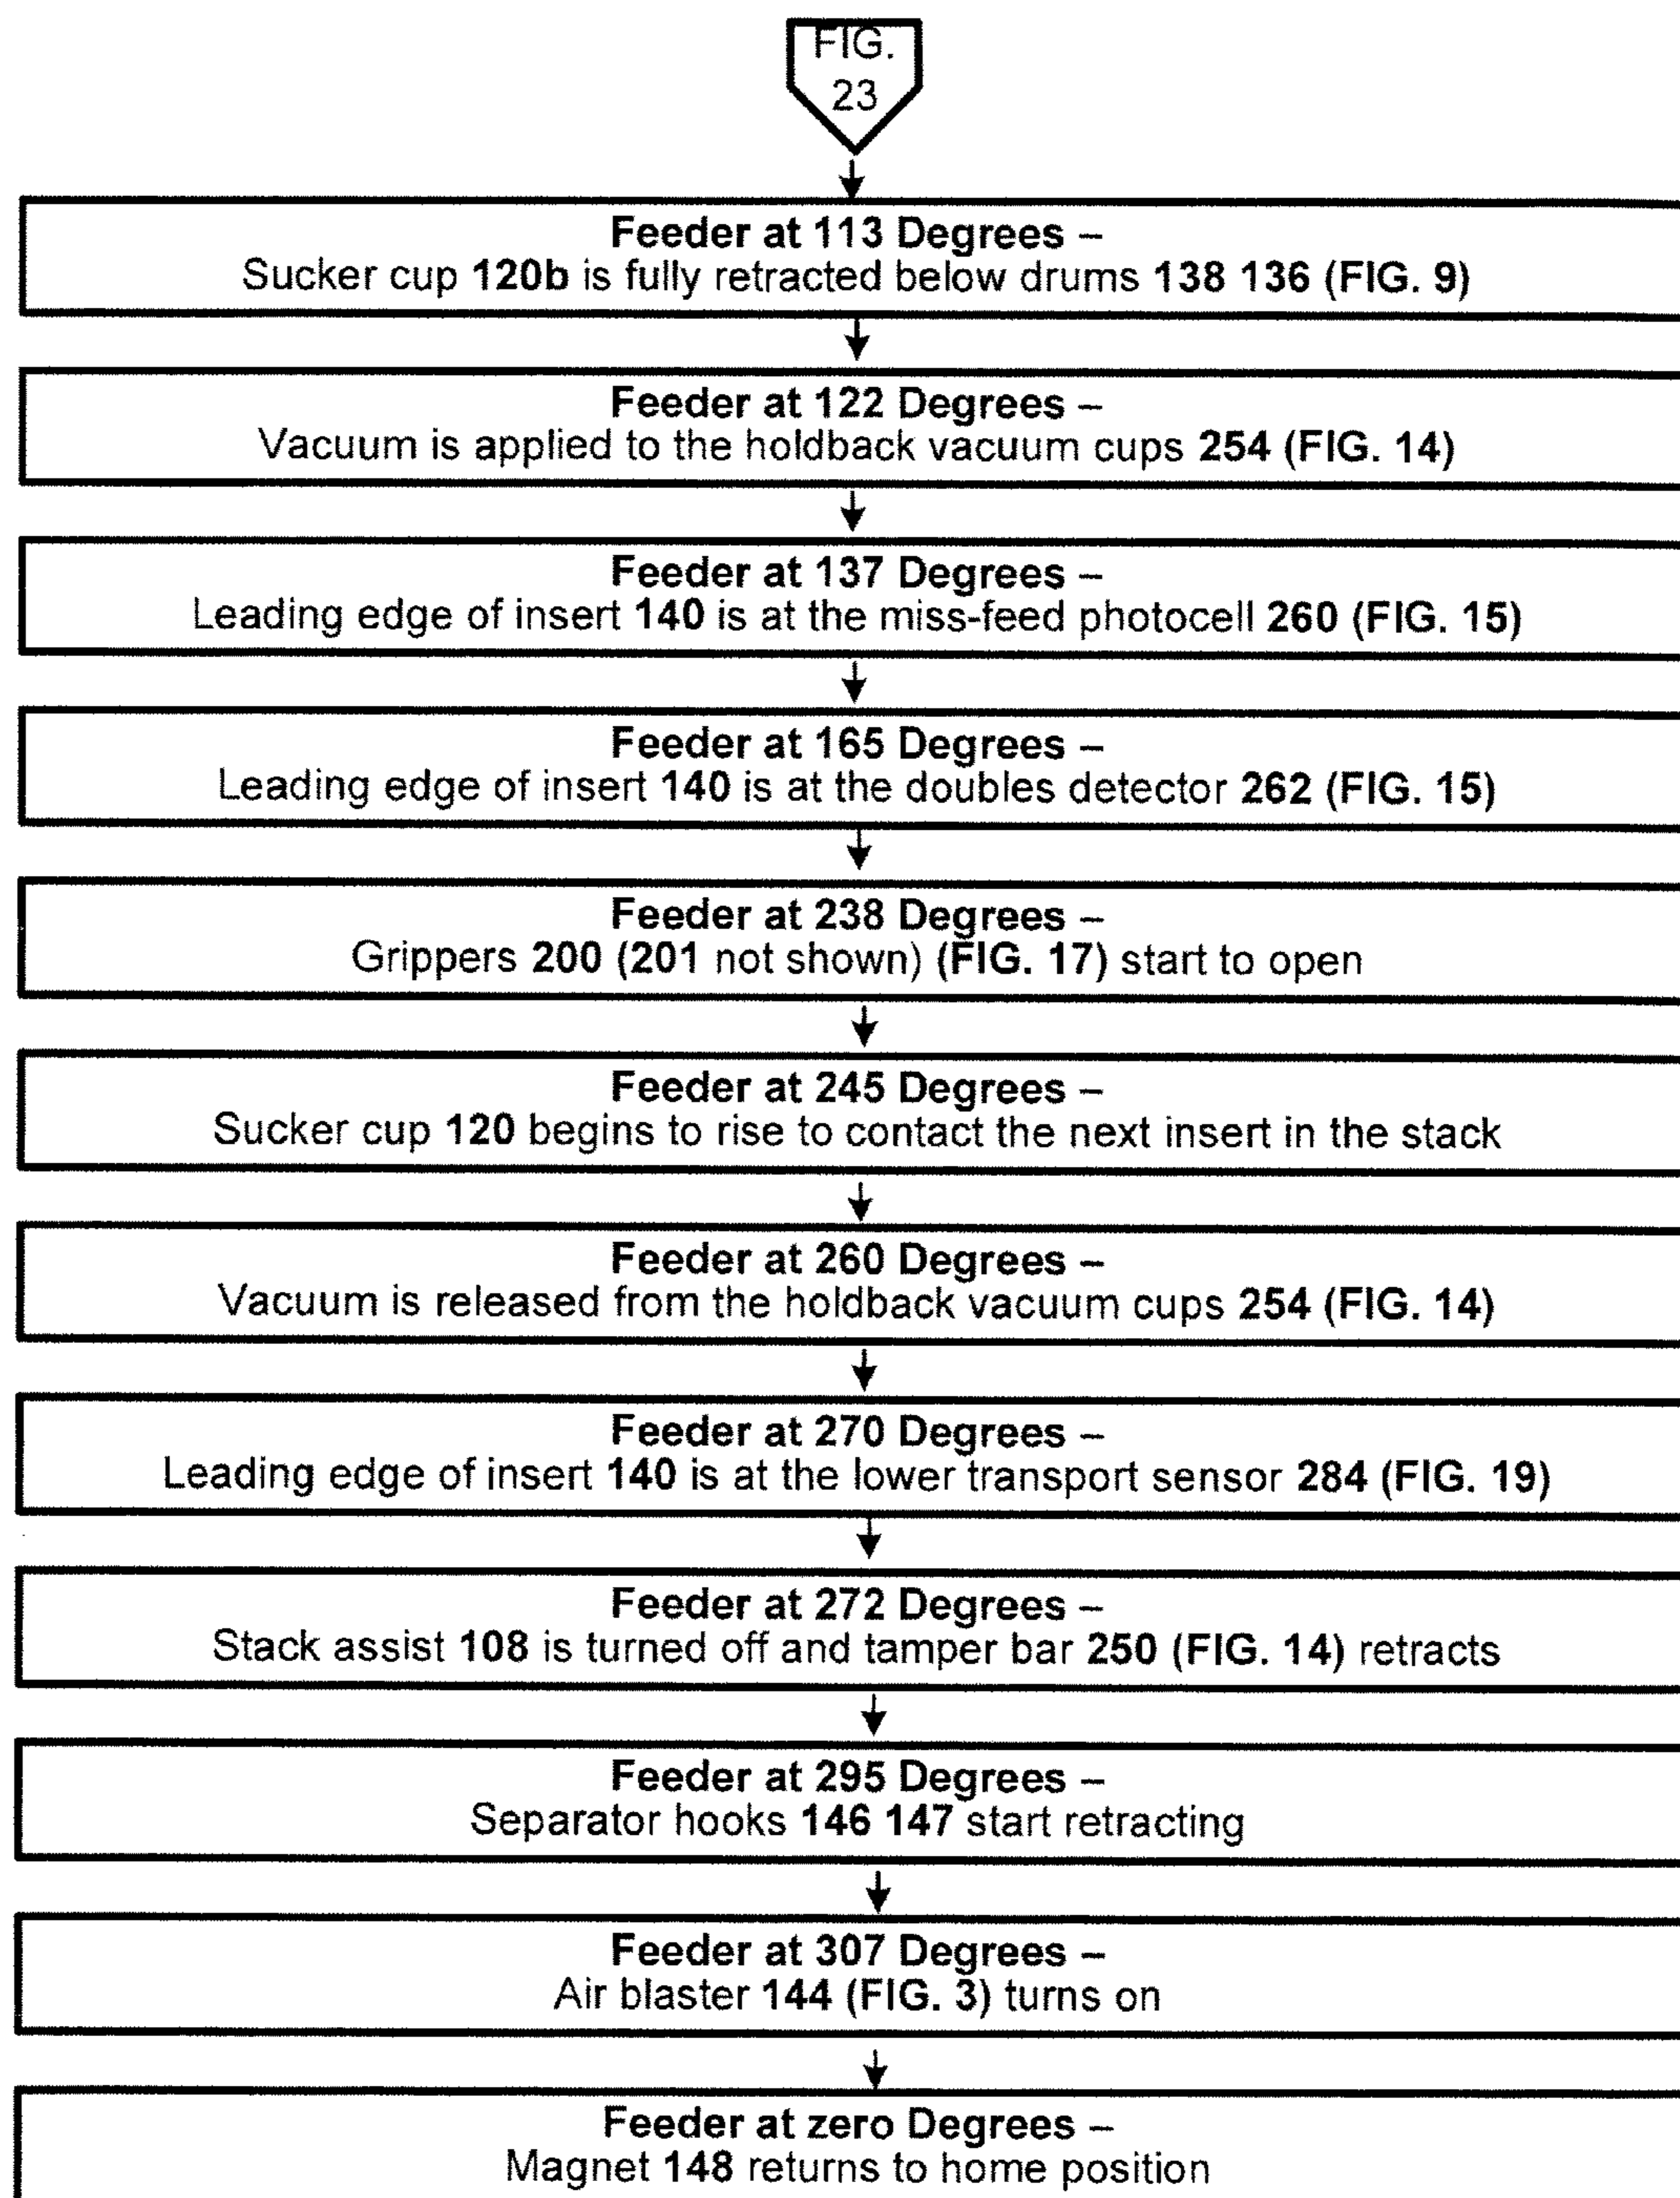 FIG.
23
Feeder at 113 Degrees –
Sucker cup 120b is fully retracted below drums 138 136 (FIG. 9)
Feeder at 122 Degrees –
Vacuum is applied to the holdback vacuum cups 254 (FIG. 14)
Feeder at 137 Degrees –
Leading edge of insert 140 is at the miss-feed photocell 260 (FIG. 15)
Feeder at 165 Degrees –
Leading edge of insert 140 is at the doubles detector 262 (FIG. 15)
Feeder at 238 Degrees –
Grippers 200 (201 not shown) (FIG. 17) start to open
Feeder at 245 Degrees –
Sucker cup 120 begins to rise to contact the next insert in the stack
Feeder at 260 Degrees –
Vacuum is released from the holdback vacuum cups 254 (FIG. 14)
Feeder at 270 Degrees –
Leading edge of insert 140 is at the lower transport sensor 284 (FIG. 19)
Feeder at 272 Degrees –
Stack assist 108 is turned off and tamper bar 250 (FIG. 14) retracts
Feeder at 295 Degrees –
Separator hooks 146 147 start retracting
Feeder at 307 Degrees –
Air blaster 144 (FIG. 3) turns on
Feeder at zero Degrees –
Magnet 148 returns to home position